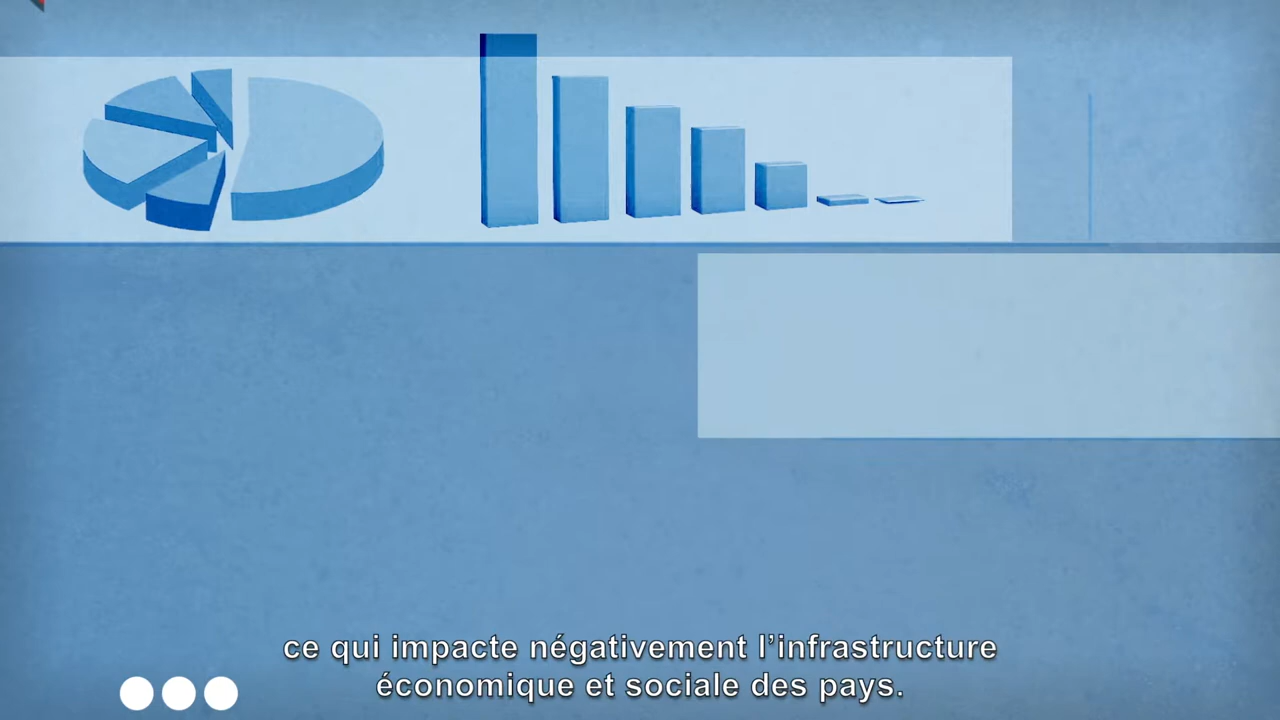 ce qui impacte négativement l’infrastructure
économique et sociale des pays.